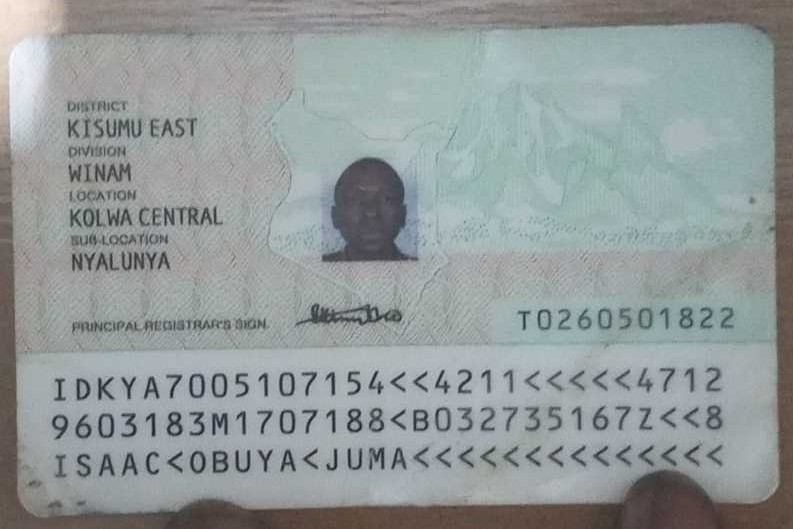 DISTRICT
KISUMU EAST
DIVISION
WINAM
LOCATION
KOLWA CENTRAL
SUB-LOCATION
NYALUNYA
PRINCIPAL REGISTRAR'S SIGN.
T0260501822
IDKYA7005107154<<4211<<<<<4712
9603183M1707188<B032735167Z<<8
ISAAC<OBUYA<JUMA<<<<<<<<<<<<<<